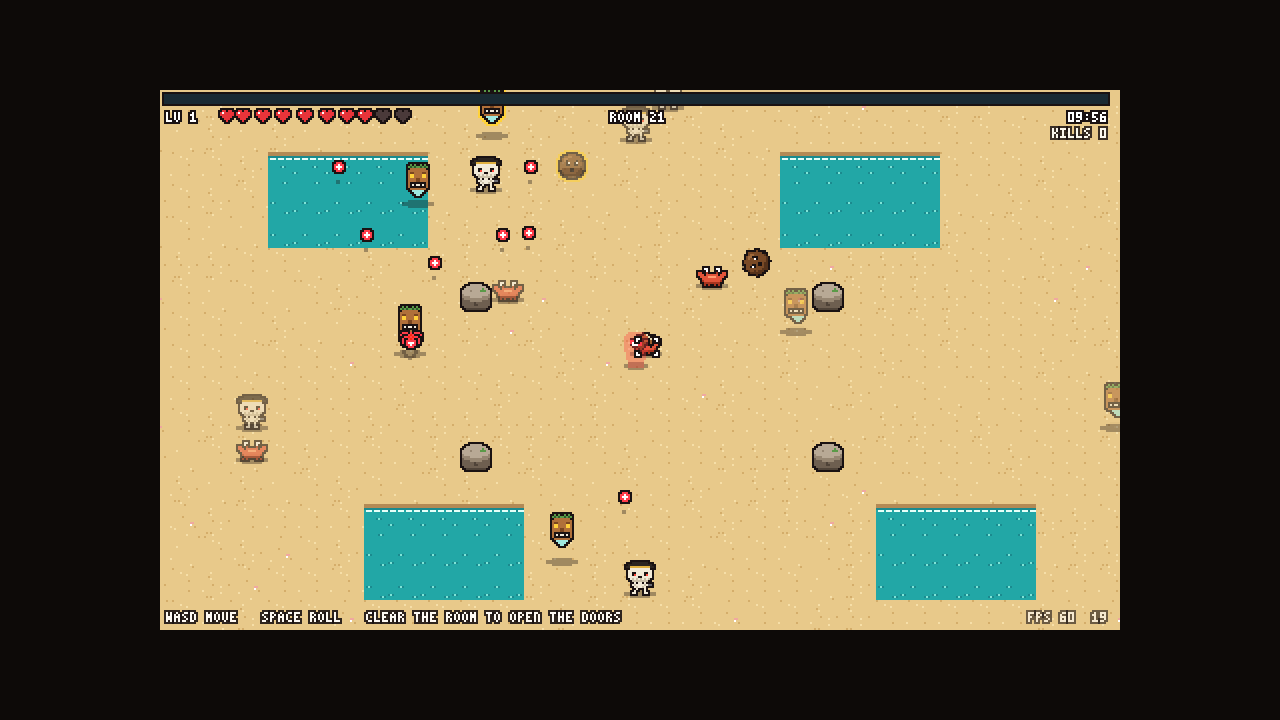 LV 1
ROOM 21
09:56
KILLS 0
WASD MOVE SPACE ROLL CLEAR THE ROOM TO OPEN THE DOORS
FPS 60 19